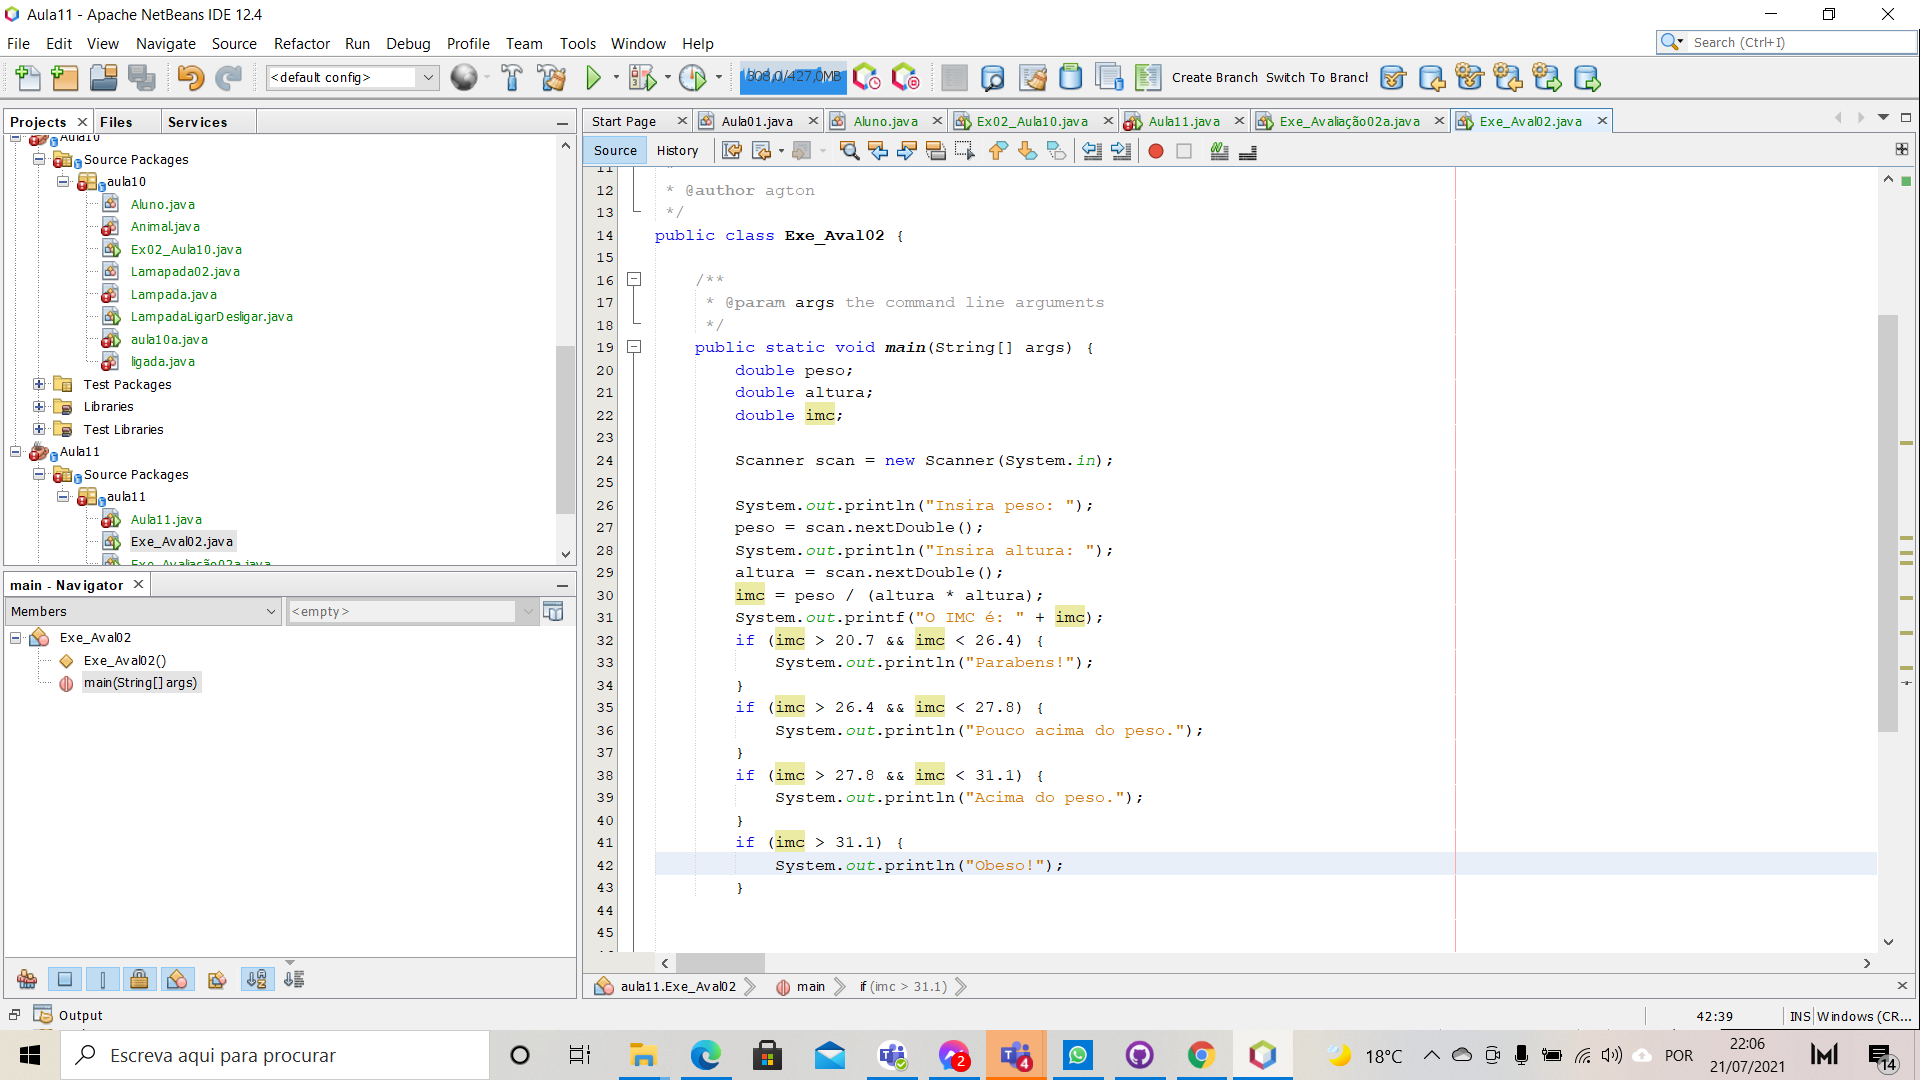 Aula11 - Apache NetBeans IDE 12.4
File Edit View Navigate Source Refactor Run Debug Profile Team Tools Window Help
Search (Ctrl+I)
<default config>
308,0/427,0MB
Create Branch Switch To Branch
Projects Files Services
Aula10
Source Packages
aula10
Aluno.java
Animal.java
Ex02_Aula10.java
Lamapada02.java
Lampada.java
LampadaLigarDesligar.java
aula10a.java
ligada.java
Test Packages
Libraries
Test Libraries
Aula11
Source Packages
aula11
Aula11.java
Exe_Aval02.java
Exe_Avaliação02a.java
main - Navigator
Members <empty>
Exe_Aval02
Exe_Aval02()
main(String[] args)
Start Page Aula01.java Aluno.java Ex02_Aula10.java Aula11.java Exe_Avaliação02a.java Exe_Aval02.java
Source History
11 *
12 * @author agton
13 */
14 public class Exe_Aval02 {
15
16 /**
17 * @param args the command line arguments
18 */
19 public static void main(String[] args) {
20 double peso;
21 double altura;
22 double imc;
23
24 Scanner scan = new Scanner(System.in);
25
26 System.out.println("Insira peso: ");
27 peso = scan.nextDouble();
28 System.out.println("Insira altura: ");
29 altura = scan.nextDouble();
30 imc = peso / (altura * altura);
31 System.out.printf("O IMC é: " + imc);
32 if (imc > 20.7 && imc < 26.4) {
33 System.out.println("Parabens!");
34 }
35 if (imc > 26.4 && imc < 27.8) {
36 System.out.println("Pouco acima do peso.");
37 }
38 if (imc > 27.8 && imc < 31.1) {
39 System.out.println("Acima do peso.");
40 }
41 if (imc > 31.1) {
42 System.out.println("Obeso!");
43 }
44
45
aula11.Exe_Aval02 main if (imc > 31.1)
Output
42:39 INS Windows (CR...
Escreva aqui para procurar
2
4
18°C
POR
22:06
21/07/2021
14